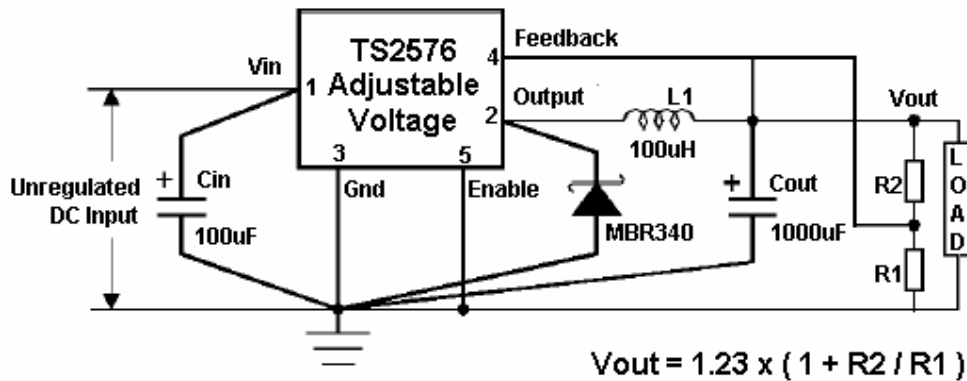 TS2576
Adjustable
Voltage
Feedback
4
Vin
1
Output
2
L1
100uH
Vout
3
5
Gnd
Enable
Unregulated
DC Input
+
Cin
100uF
MBR340
+
Cout
1000uF
R2
R1
LOAD
Vout = 1.23 x ( 1 + R2 / R1 )